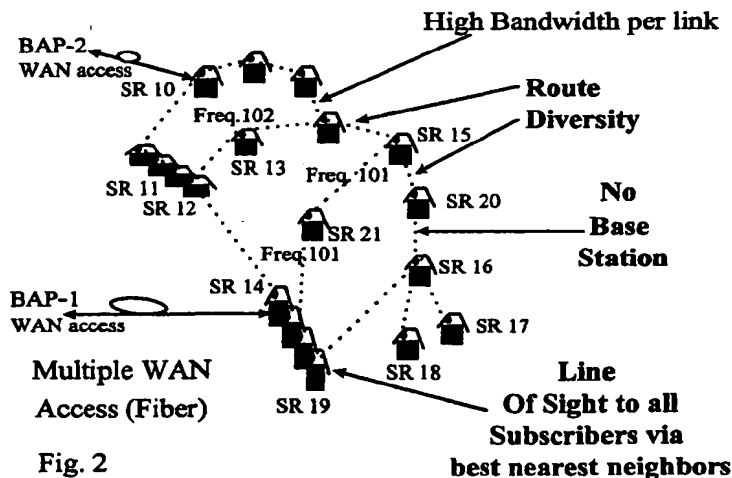 High Bandwidth per link
BAP-2
WAN access
SR 10
Freq.102
Route
Diversity
SR 13
SR 15
Freq. 101
SR 11
SR 12
SR 20
No
Base
Station
SR 21
Freq.101
SR 16
SR 14
BAP-1
WAN access
SR 17
SR 18
Multiple WAN
Access (Fiber)
SR 19
Line
Of Sight to all
Subscribers via
best nearest neighbors
Fig. 2